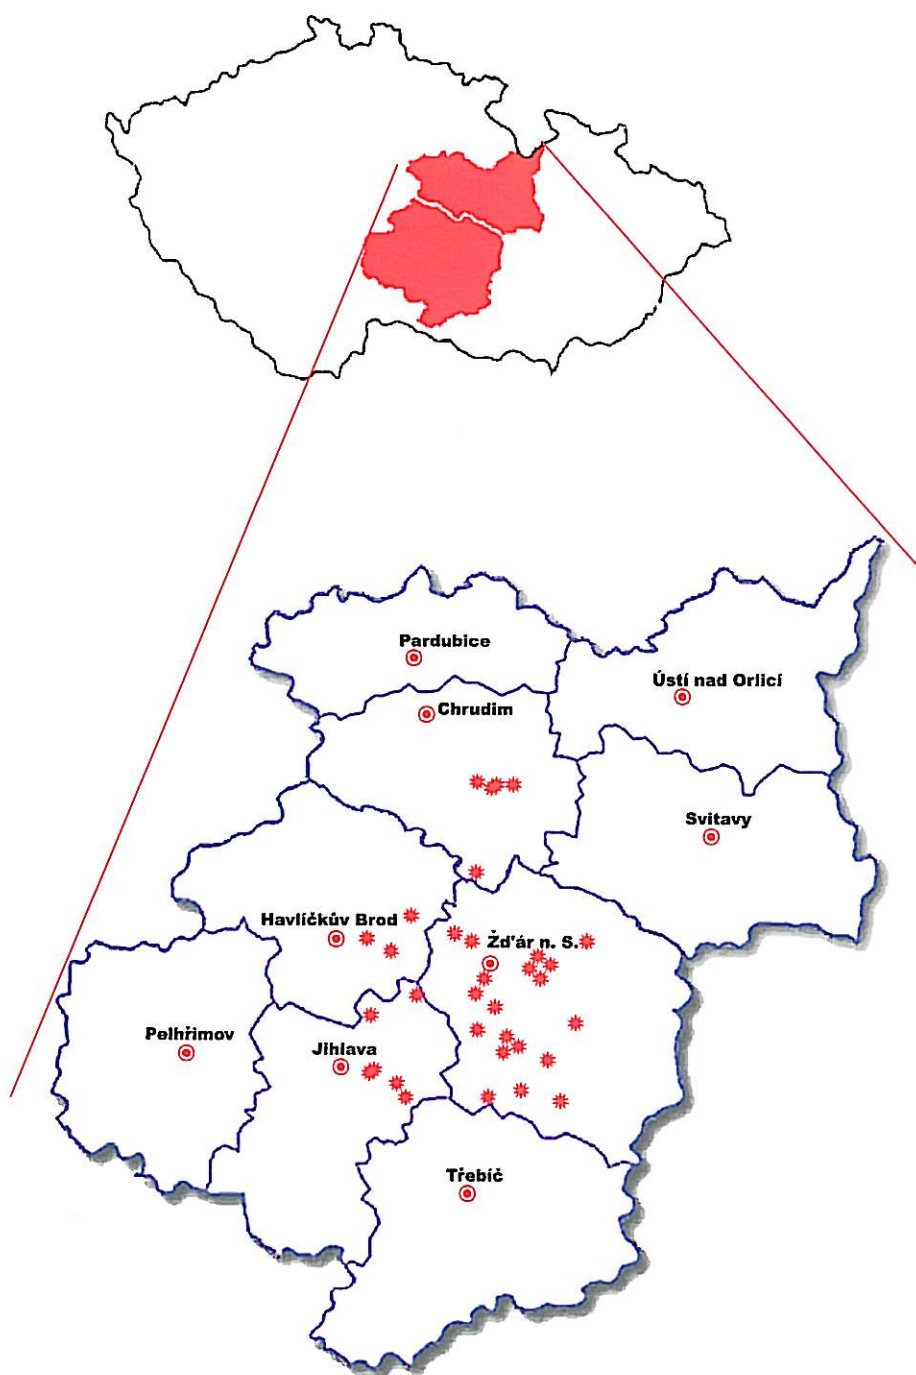 Pardubice
Ústí nad Orlicí
Chrudim
Svitavy
Havlíčkův Brod
Žďár n. S.
Pelhřimov
Jihlava
Třebíč